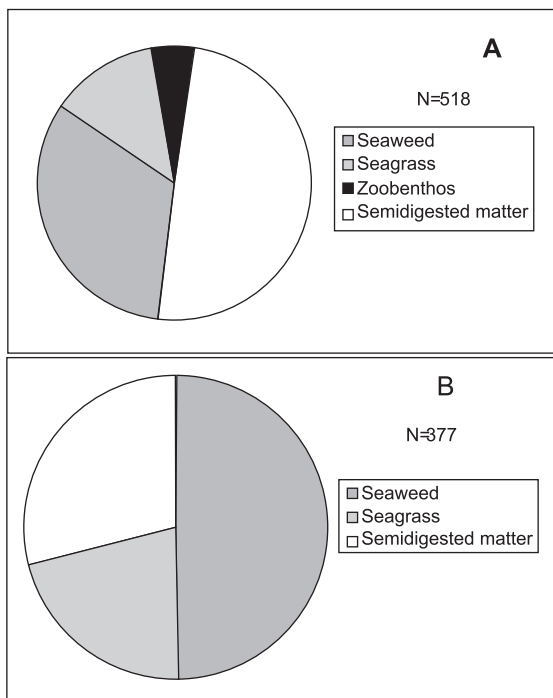 A
N=518
Seaweed
Seagrass
Zoobenthos
Semidigested matter
B
N=377
Seaweed
Seagrass
Semidigested matter